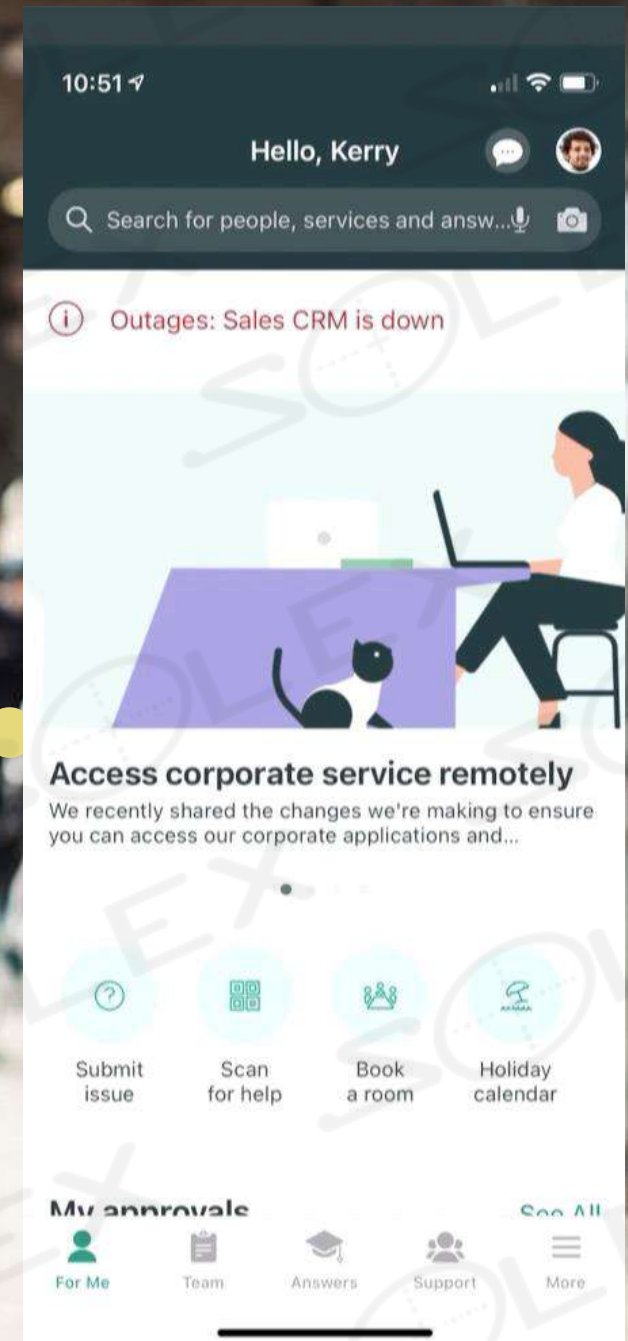 10:51
Hello, Kerry
Search for people, services and answ...
Outages: Sales CRM is down
Access corporate service remotely
We recently shared the changes we're making to ensure
you can access our corporate applications and...
Submit
issue
Scan
for help
Book
a room
Holiday
calendar
My approvals
See All
For Me
Team
Answers
Support
More
SOLEX